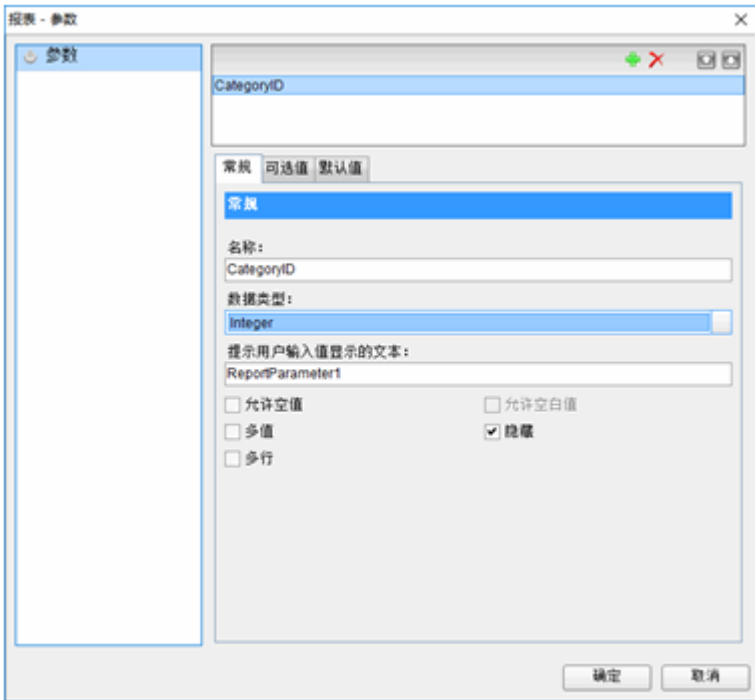 报表 - 参数
参数
CategoryID
常规 可选值 默认值
常规
名称:
CategoryID
数据类型:
Integer
提示用户输入值显示的文本:
ReportParameter1
允许空值 允许空白值
多值 隐藏
多行
确定 取消